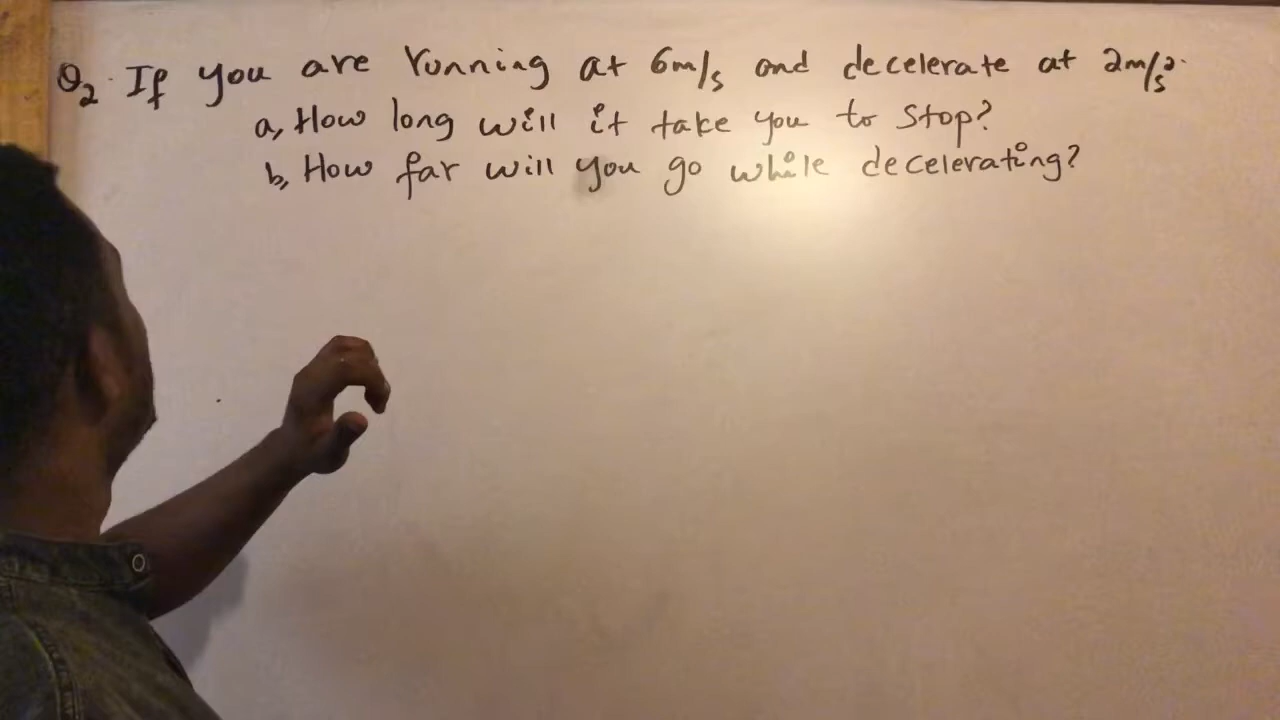 Q2. If you are running at 6m/s and decelerate at 2m/s².
a, How long will it take you to stop?
b, How far will you go while decelerating?